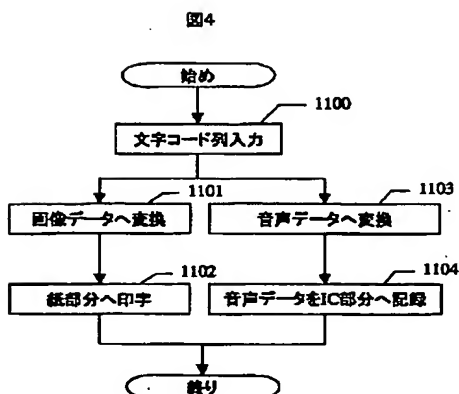 図4
始め
1100
文字コード列入力
1101
画像データへ変換
1103
音声データへ変換
1102
紙部分へ印字
1104
音声データをIC部分へ記録
終り